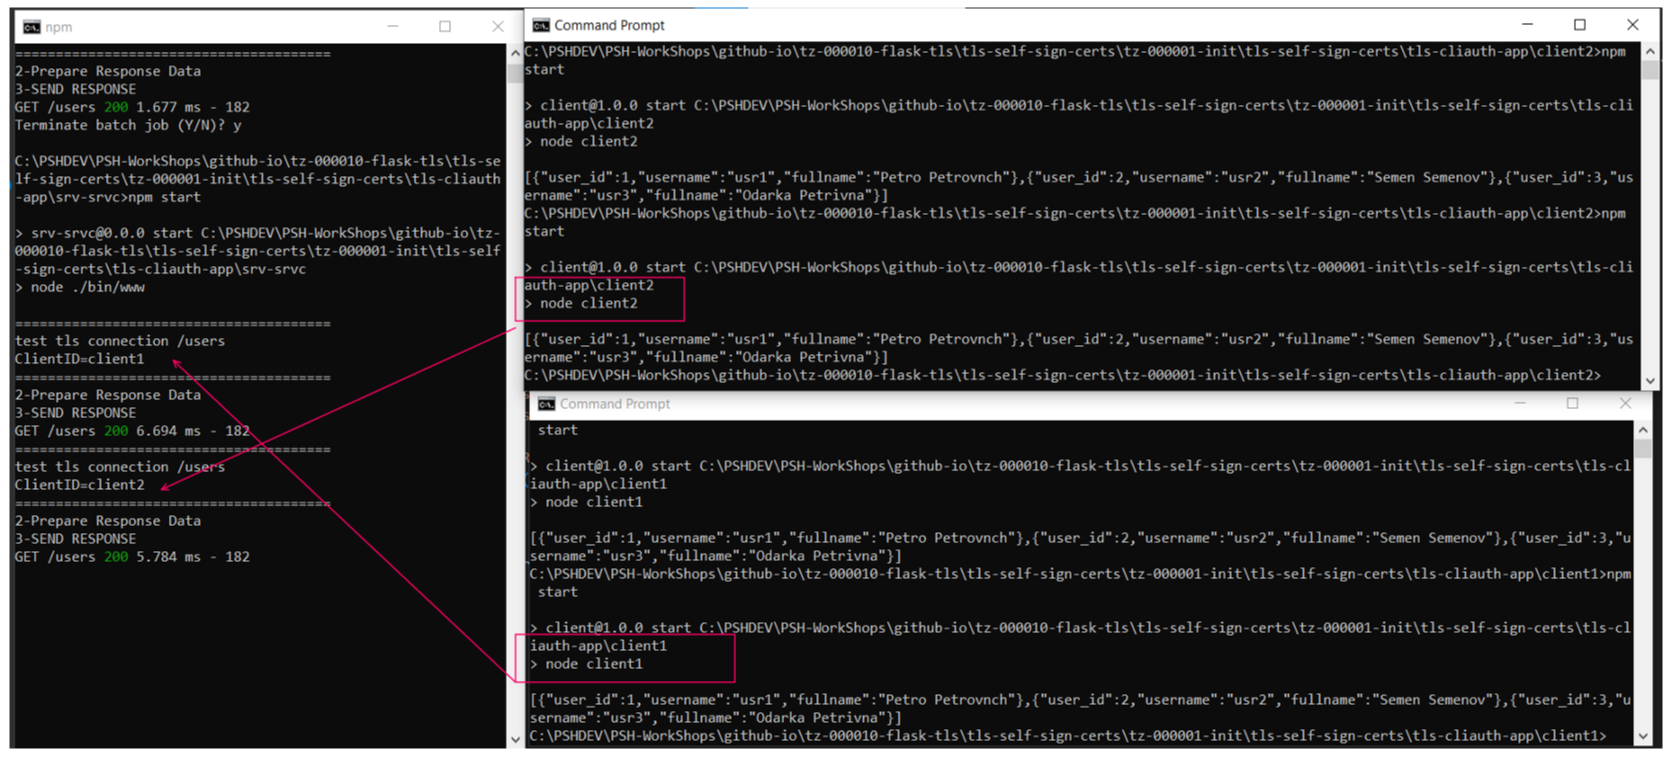 npm
=======================================
2-Prepare Response Data
3-SEND RESPONSE
GET /users 200 1.677 ms - 182
Terminate batch job (Y/N)? y
C:\PSHDEV\PSH-WorkShops\github-io\tz-000010-flask-tls\tls-se
lf-sign-certs\tz-000001-init\tls-self-sign-certs\tls-cliauth
-app\srv-srvc>npm start
> srv-srvc@0.0.0 start C:\PSHDEV\PSH-WorkShops\github-io\tz-
000010-flask-tls\tls-self-sign-certs\tz-000001-init\tls-self
-sign-certs\tls-cliauth-app\srv-srvc
> node ./bin/www
=======================================
test tls connection /users
ClientID=client1
=======================================
2-Prepare Response Data
3-SEND RESPONSE
GET /users 200 6.694 ms - 182
=======================================
test tls connection /users
ClientID=client2
=======================================
2-Prepare Response Data
3-SEND RESPONSE
GET /users 200 5.784 ms - 182
Command Prompt
C:\PSHDEV\PSH-WorkShops\github-io\tz-000010-flask-tls\tls-self-sign-certs\tz-000001-init\tls-self-sign-certs\tls-cliauth-app\client2>npm
start
> client@1.0.0 start C:\PSHDEV\PSH-WorkShops\github-io\tz-000010-flask-tls\tls-self-sign-certs\tz-000001-init\tls-self-sign-certs\tls-cli
auth-app\client2
> node client2
[{"user_id":1,"username":"usr1","fullname":"Petro Petrovnch"},{"user_id":2,"username":"usr2","fullname":"Semen Semenov"},{"user_id":3,"us
ername":"usr3","fullname":"Odarka Petrivna"}]
C:\PSHDEV\PSH-WorkShops\github-io\tz-000010-flask-tls\tls-self-sign-certs\tz-000001-init\tls-self-sign-certs\tls-cliauth-app\client2>npm
start
> client@1.0.0 start C:\PSHDEV\PSH-WorkShops\github-io\tz-000010-flask-tls\tls-self-sign-certs\tz-000001-init\tls-self-sign-certs\tls-cli
auth-app\client2
> node client2
[{"user_id":1,"username":"usr1","fullname":"Petro Petrovnch"},{"user_id":2,"username":"usr2","fullname":"Semen Semenov"},{"user_id":3,"us
ername":"usr3","fullname":"Odarka Petrivna"}]
C:\PSHDEV\PSH-WorkShops\github-io\tz-000010-flask-tls\tls-self-sign-certs\tz-000001-init\tls-self-sign-certs\tls-cliauth-app\client2>
Command Prompt
start
> client@1.0.0 start C:\PSHDEV\PSH-WorkShops\github-io\tz-000010-flask-tls\tls-self-sign-certs\tz-000001-init\tls-self-sign-certs\tls-cl
iauth-app\client1
> node client1
[{"user_id":1,"username":"usr1","fullname":"Petro Petrovnch"},{"user_id":2,"username":"usr2","fullname":"Semen Semenov"},{"user_id":3,"u
sername":"usr3","fullname":"Odarka Petrivna"}]
C:\PSHDEV\PSH-WorkShops\github-io\tz-000010-flask-tls\tls-self-sign-certs\tz-000001-init\tls-self-sign-certs\tls-cliauth-app\client1>npm
start
> client@1.0.0 start C:\PSHDEV\PSH-WorkShops\github-io\tz-000010-flask-tls\tls-self-sign-certs\tz-000001-init\tls-self-sign-certs\tls-cl
iauth-app\client1
> node client1
[{"user_id":1,"username":"usr1","fullname":"Petro Petrovnch"},{"user_id":2,"username":"usr2","fullname":"Semen Semenov"},{"user_id":3,"u
sername":"usr3","fullname":"Odarka Petrivna"}]
C:\PSHDEV\PSH-WorkShops\github-io\tz-000010-flask-tls\tls-self-sign-certs\tz-000001-init\tls-self-sign-certs\tls-cliauth-app\client1>